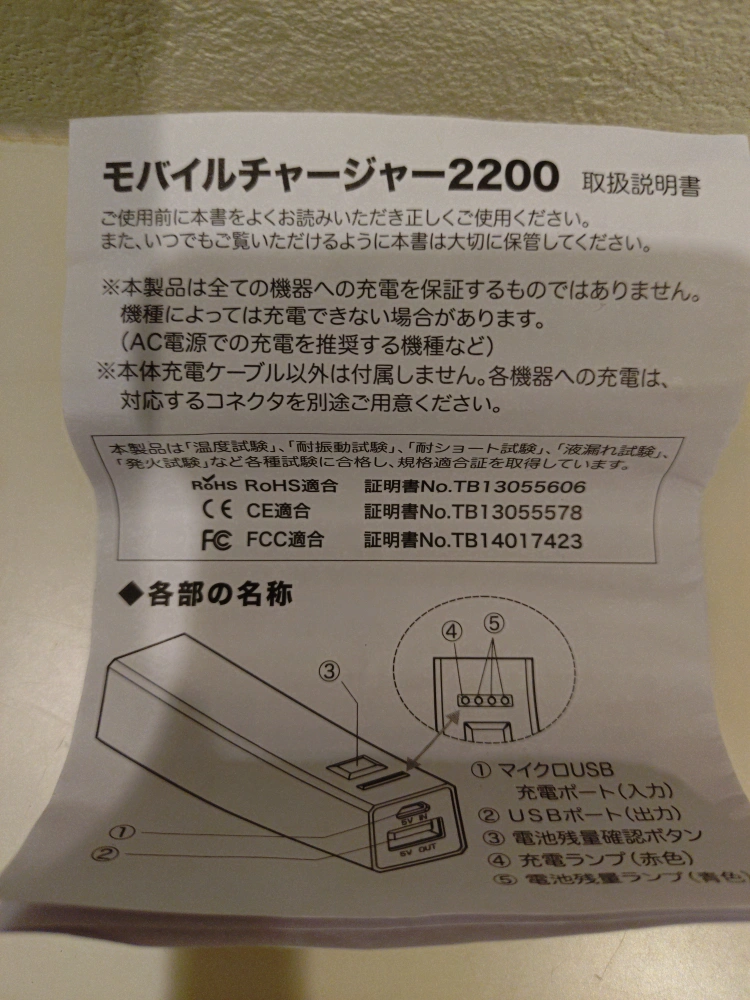 モバイルチャージャー2200 取扱説明書
ご使用前に本書をよくお読みいただき正しくご使用ください。
また、いつでもご覧いただけるように本書は大切に保管してください。
※本製品は全ての機器への充電を保証するものではありません。
機種によっては充電できない場合があります。
（AC電源での充電を推奨する機種など）
※本体充電ケーブル以外は付属しません。各機器への充電は、
対応するコネクタを別途ご用意ください。
本製品は「温度試験」、「耐振動試験」、「耐ショート試験」、「液漏れ試験」、
「発火試験」など各種試験に合格し、規格適合証を取得しています。
RoHS RoHS適合 証明書No.TB13055606
CE CE適合 証明書No.TB13055578
FC FCC適合 証明書No.TB14017423
◆各部の名称
④ ⑤
③
① マイクロUSB
充電ポート（入力）
② USBポート（出力）
③ 電池残量確認ボタン
④ 充電ランプ（赤色）
⑤ 電池残量ランプ（青色）
①
②
5V IN
5V OUT